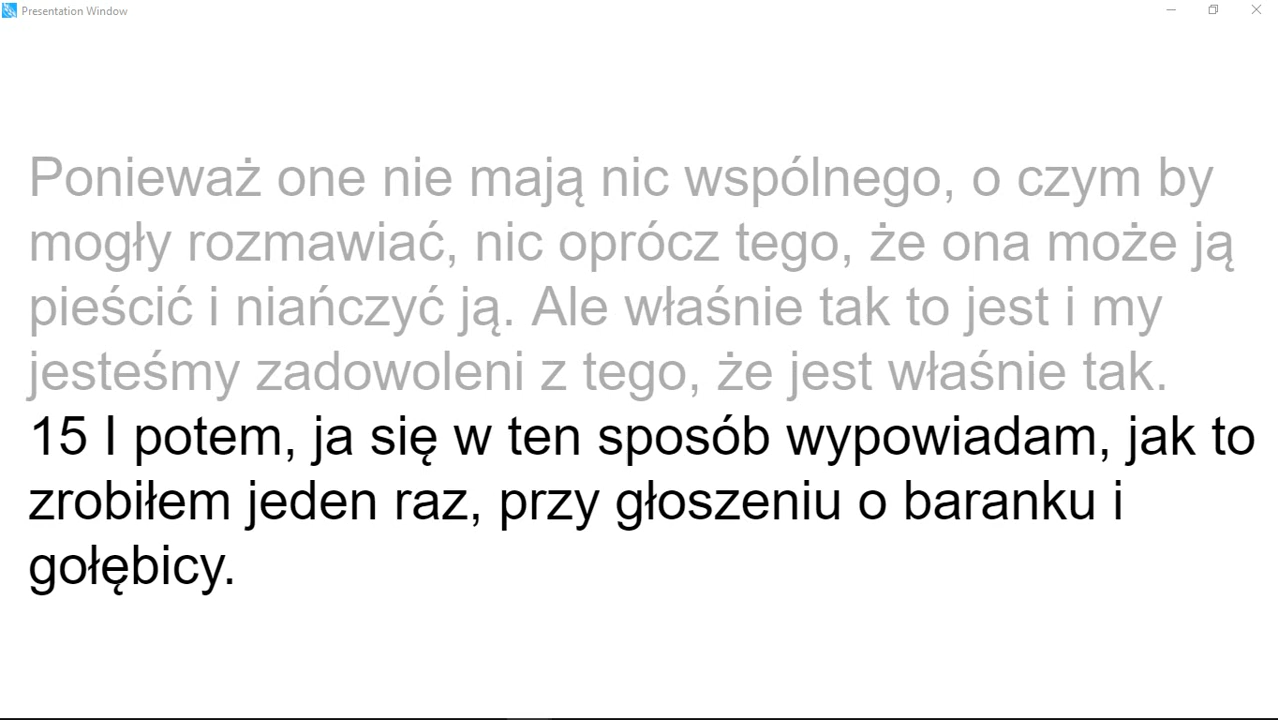 Presentation Window
Ponieważ one nie mają nic wspólnego, o czym by
mogły rozmawiać, nic oprócz tego, że ona może ją
pieścić i niańczyć ją. Ale właśnie tak to jest i my
jesteśmy zadowoleni z tego, że jest właśnie tak.
15 I potem, ja się w ten sposób wypowiadam, jak to
zrobiłem jeden raz, przy głoszeniu o baranku i
gołębicy.